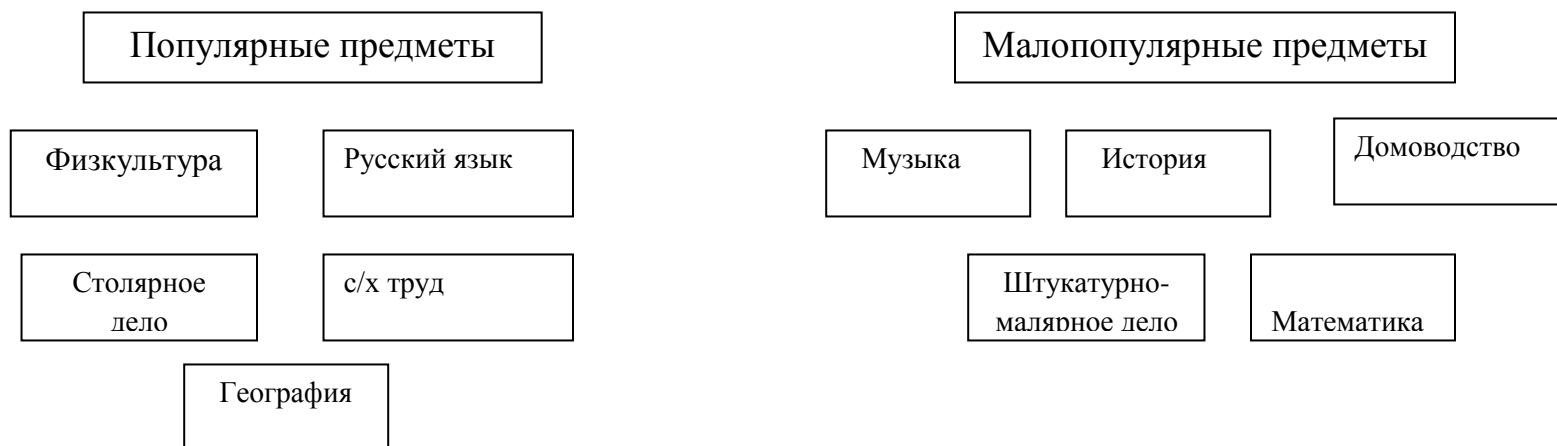 Популярные предметы
Малопопулярные предметы
Физкультура
Русский язык
Музыка
История
Домоводство
Столярное
дело
с/х труд
Штукатурно-
малярное дело
Математика
География